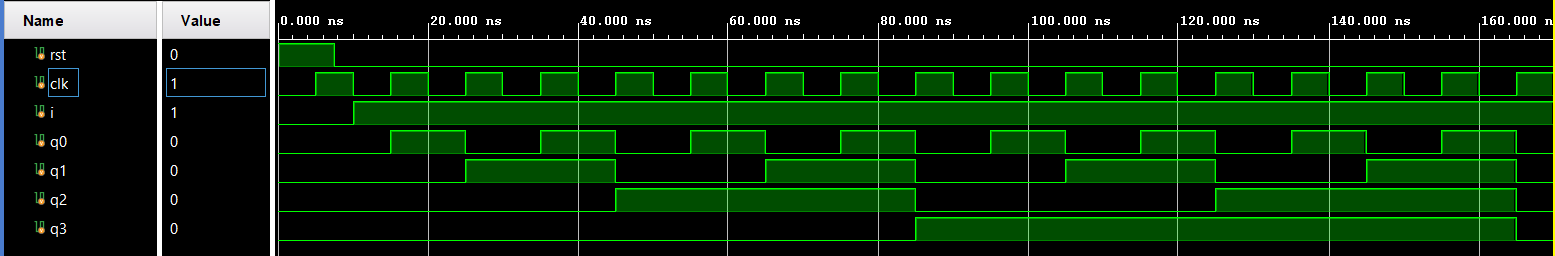 Name Value 0.000 ns 20.000 ns 40.000 ns 60.000 ns 80.000 ns 100.000 ns 120.000 ns 140.000 ns 160.000 n
rst 0
clk 1
i 1
q0 0
q1 0
q2 0
q3 0